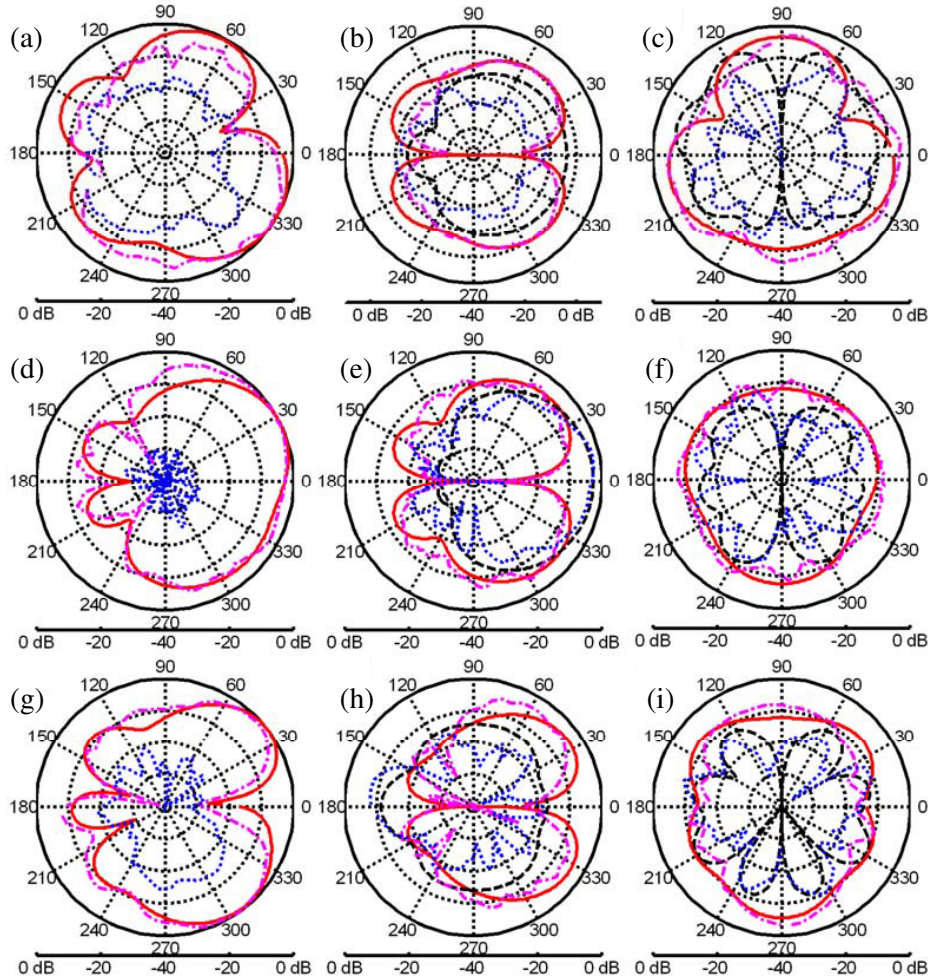 (a) 90 (b) 90 (c) 90
120 60 120 60 120 60
150 30 150 30 150 30
180 0 180 0 180 0
210 330 210 330 210 330
240 300 240 300 240 300
270 270 270
0 dB -20 -40 -20 0 dB 0 dB -20 -40 -20 0 dB 0 dB -20 -40 -20 0 dB
(d) 90 (e) 90 (f) 90
120 60 120 60 120 60
150 30 150 30 150 30
180 0 180 0 180 0
210 330 210 330 210 330
240 300 240 300 240 300
270 270 270
0 dB -20 -40 -20 0 dB 0 dB -20 -40 -20 0 dB 0 dB -20 -40 -20 0 dB
(g) 90 (h) 90 (i) 90
120 60 120 60 120 60
150 30 150 30 150 30
180 0 180 0 180 0
210 330 210 330 210 330
240 300 240 300 240 300
270 270 270
0 dB -20 -40 -20 0 dB 0 dB -20 -40 -20 0 dB 0 dB -20 -40 -20 0 dB